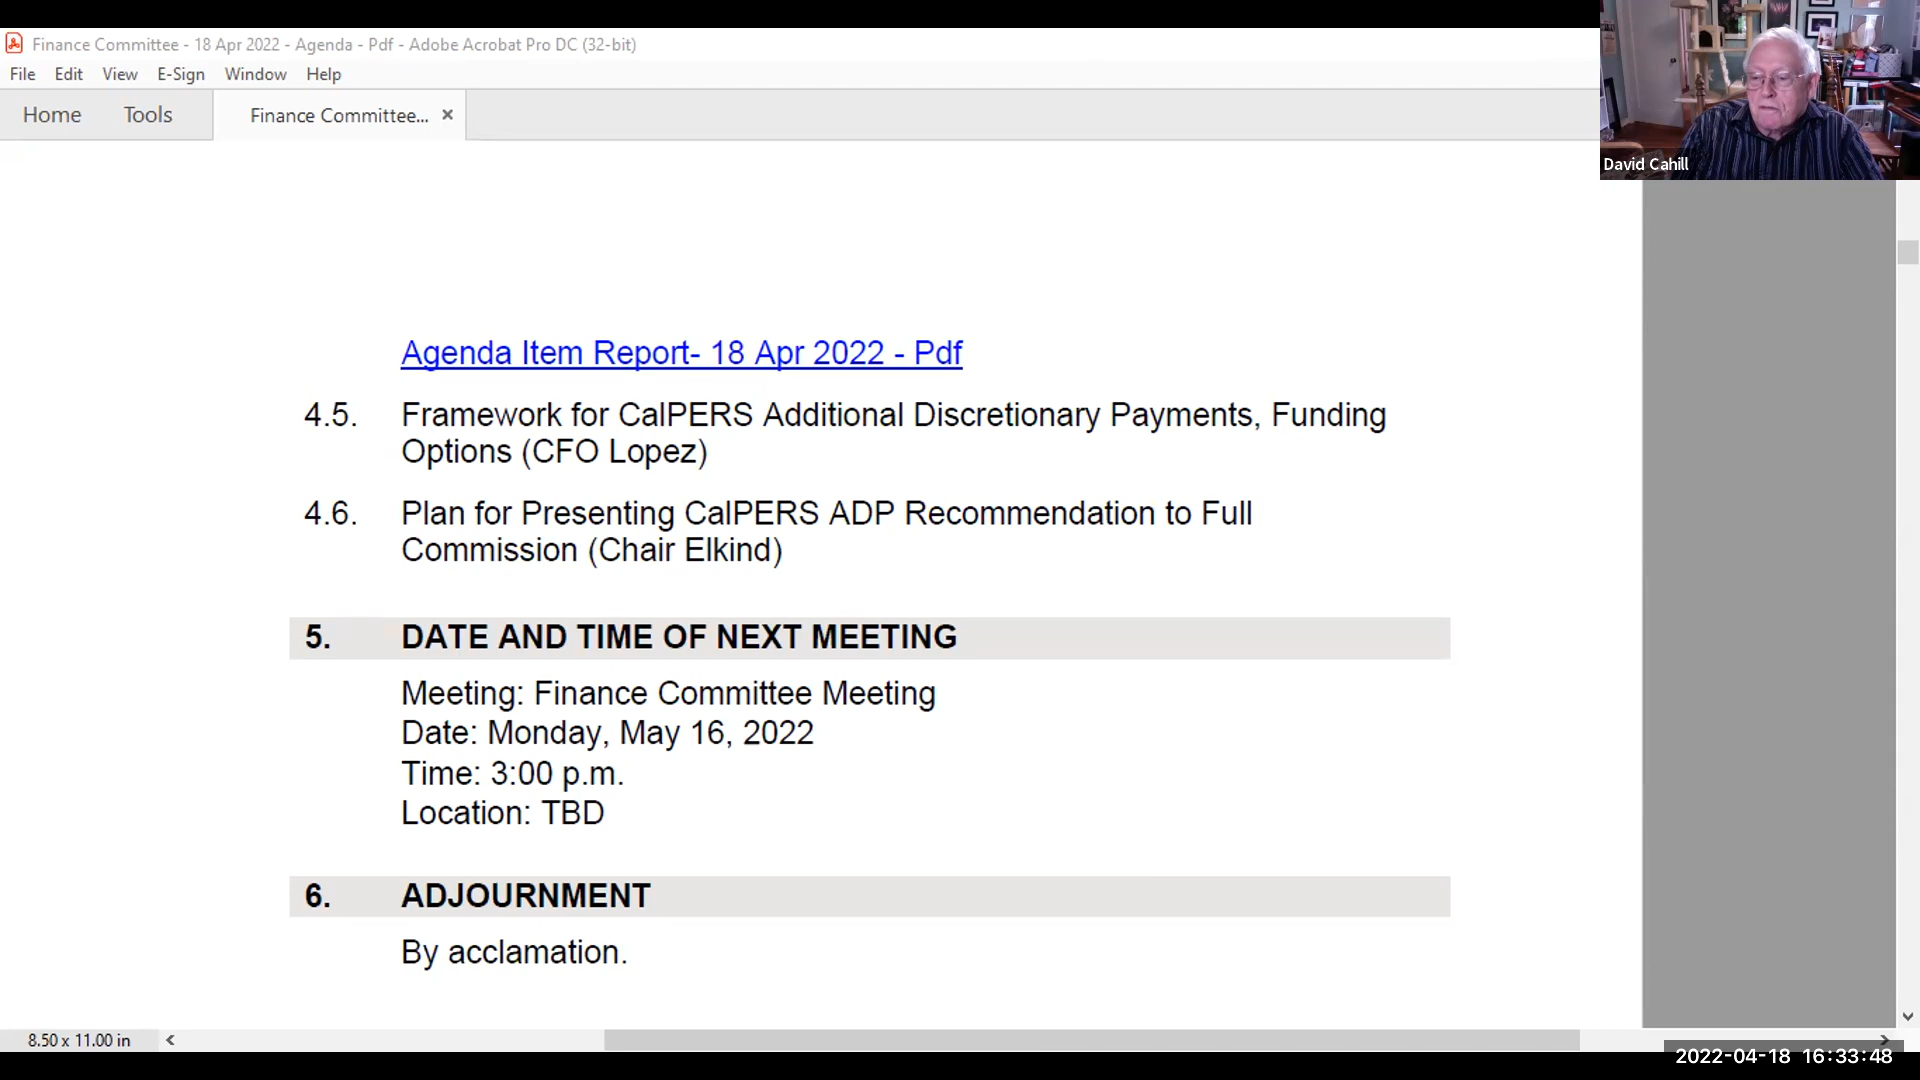 Finance Committee - 18 Apr 2022 - Agenda - Pdf - Adobe Acrobat Pro DC (32-bit)
File Edit View E-Sign Window Help
Home Tools Finance Committee... ×
David Cahill
Agenda Item Report- 18 Apr 2022 - Pdf
4.5. Framework for CalPERS Additional Discretionary Payments, Funding
Options (CFO Lopez)
4.6. Plan for Presenting CalPERS ADP Recommendation to Full
Commission (Chair Elkind)
5. DATE AND TIME OF NEXT MEETING
Meeting: Finance Committee Meeting
Date: Monday, May 16, 2022
Time: 3:00 p.m.
Location: TBD
6. ADJOURNMENT
By acclamation.
8.50 x 11.00 in
2022-04-18 16:33:48